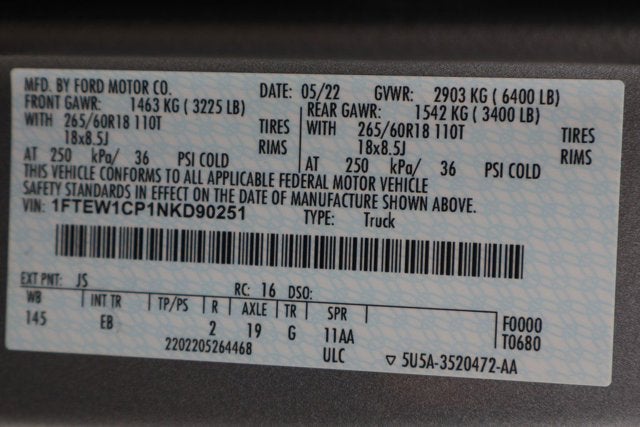 MFD. BY FORD MOTOR CO. DATE: 05/22 GVWR: 2903 KG ( 6400 LB)
FRONT GAWR: 1463 KG ( 3225 LB) REAR GAWR: 1542 KG ( 3400 LB)
WITH 265/60R18 110T TIRES WITH 265/60R18 110T TIRES
18x8.5J RIMS 18x8.5J RIMS
AT 250 kPa/ 36 PSI COLD AT 250 kPa/ 36 PSI COLD
THIS VEHICLE CONFORMS TO ALL APPLICABLE FEDERAL MOTOR VEHICLE
SAFETY STANDARDS IN EFFECT ON THE DATE OF MANUFACTURE SHOWN ABOVE.
VIN: 1FTEW1CP1NKD90251 TYPE: Truck
EXT PNT: JS RC: 16 DSO:
WB INT TR TP/PS R AXLE TR SPR F0000
145 EB 2 19 G 11AA T0680
2202205264468 ULC ▽ 5U5A-3520472-AA